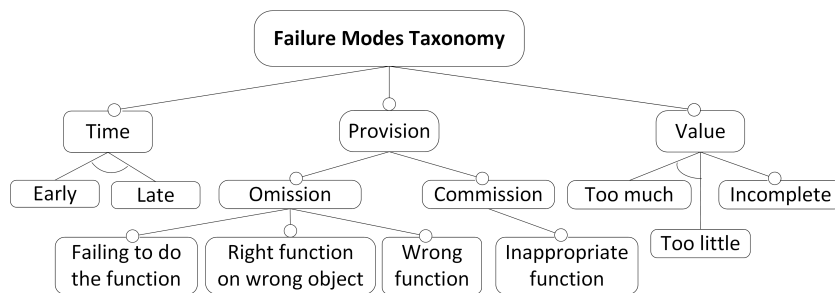 Failure Modes Taxonomy
Time
Provision
Value
Early
Late
Omission
Commission
Too much
Incomplete
Too little
Failing to do
the function
Right function
on wrong object
Wrong
function
Inappropriate
function